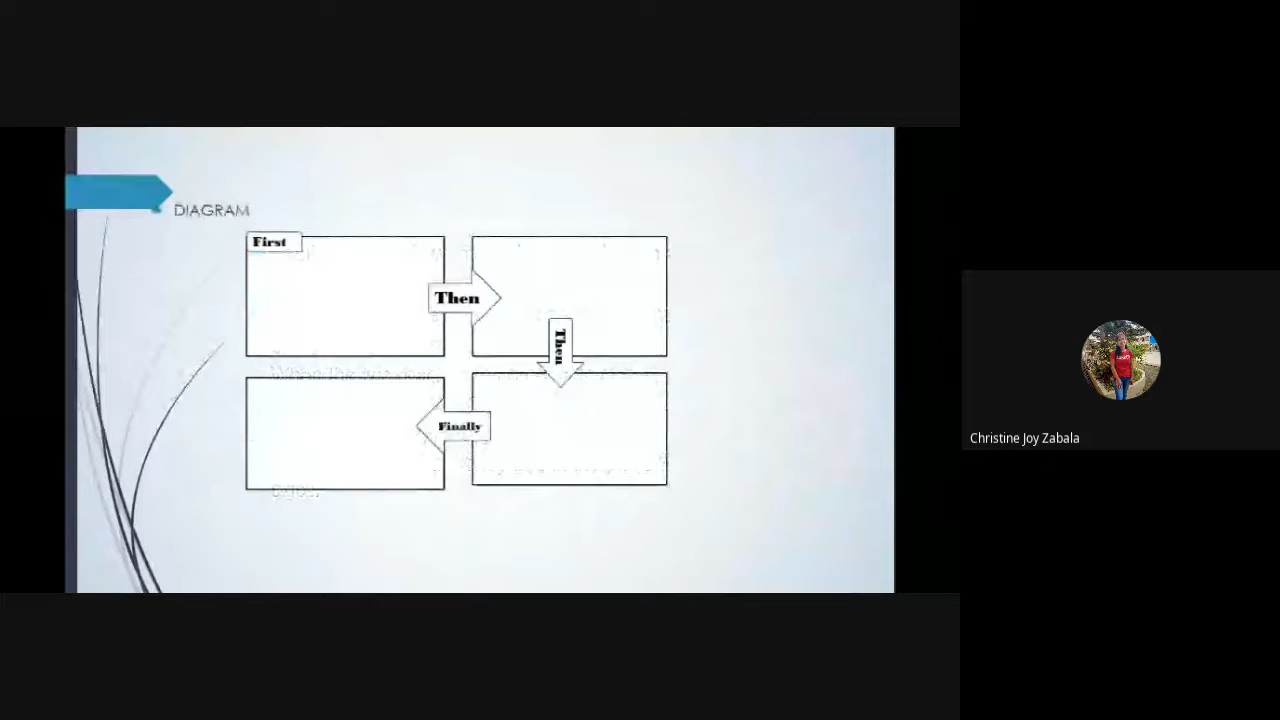 DIAGRAM
First
Then
Then
Finally
Christine Joy Zabala